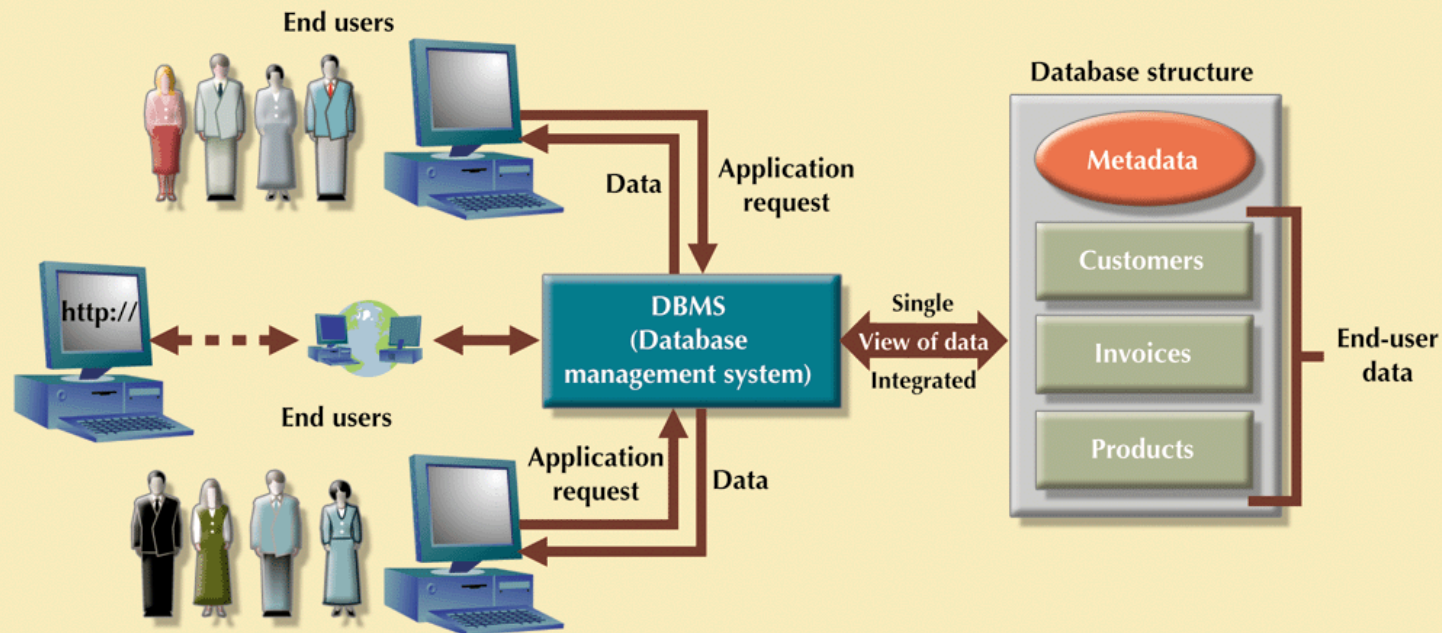 End users
Database structure
Metadata
Data
Application
request
Customers
http://
DBMS
(Database
management system)
Single
View of data
Integrated
Invoices
End-user
data
End users
Application
request
Data
Products